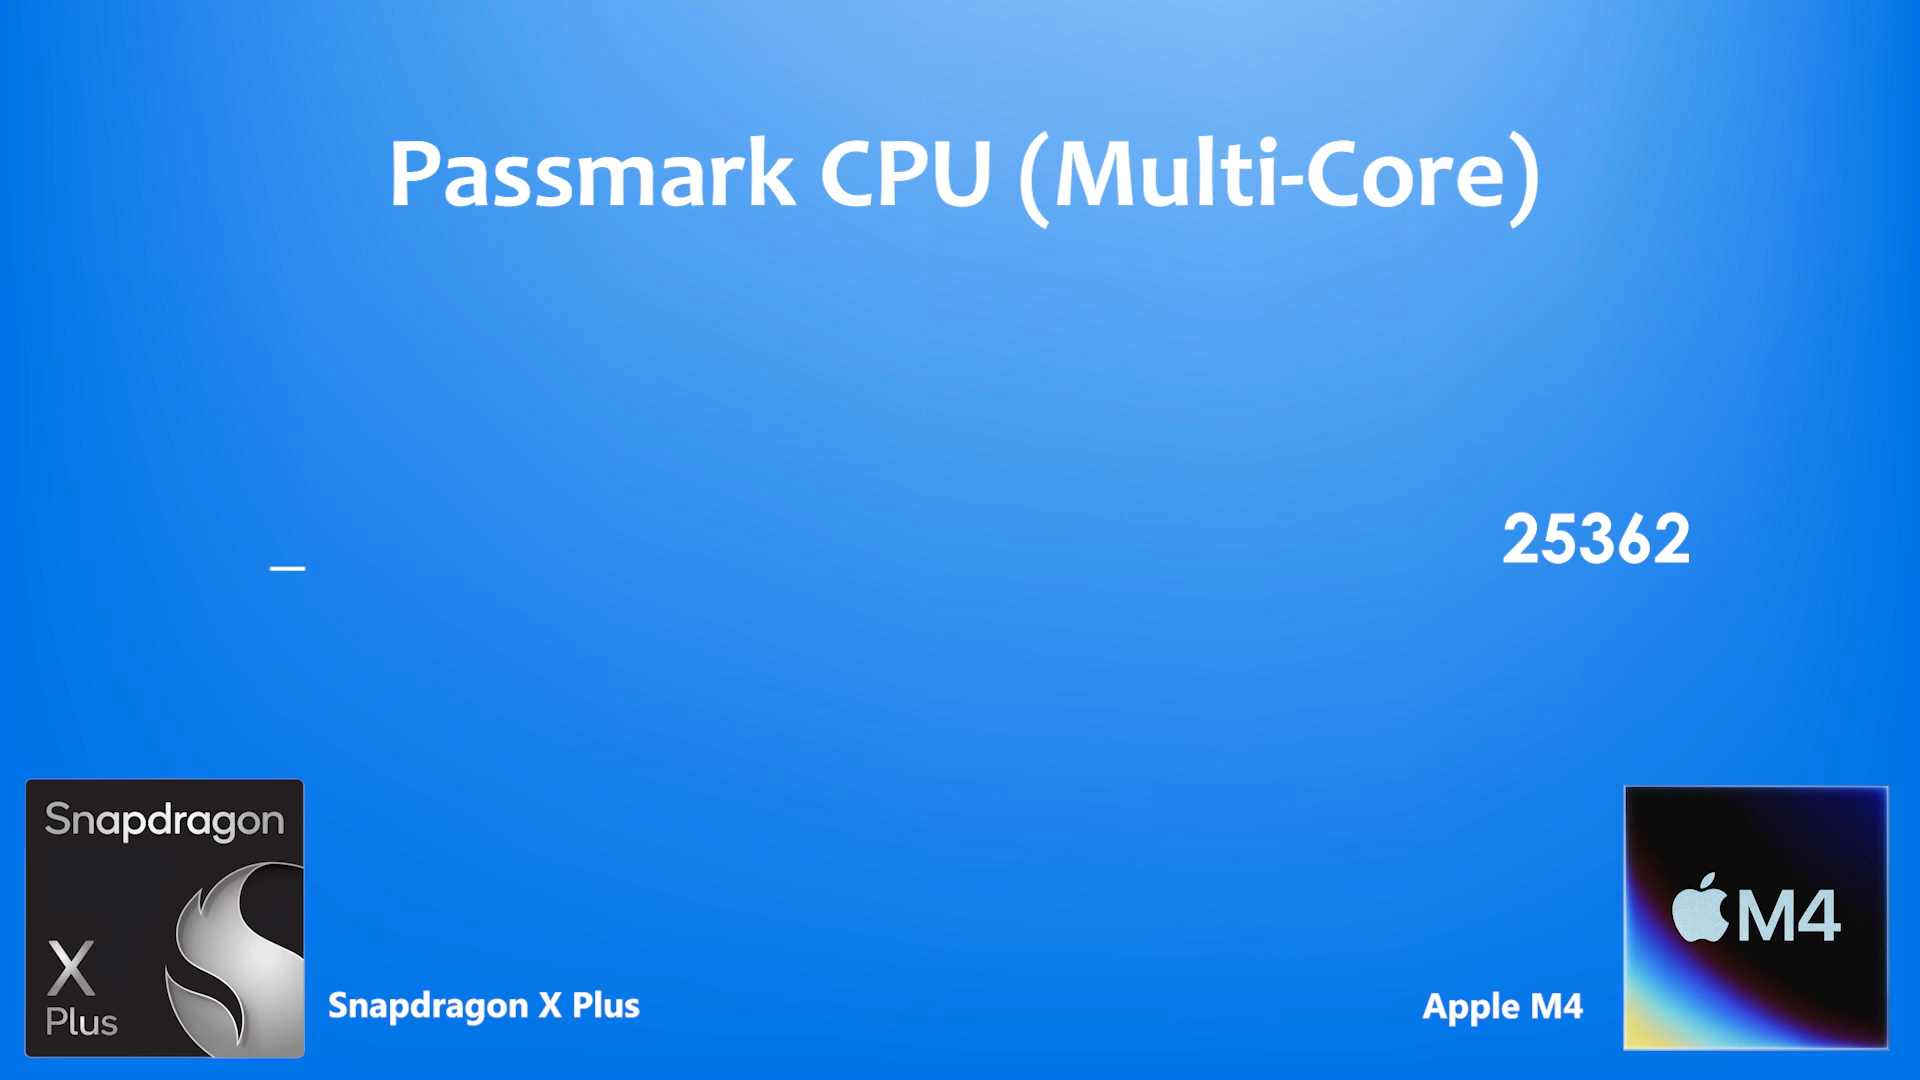 Passmark CPU (Multi-Core)
_
25362
Snapdragon
X
Plus
Snapdragon X Plus
Apple M4
M4